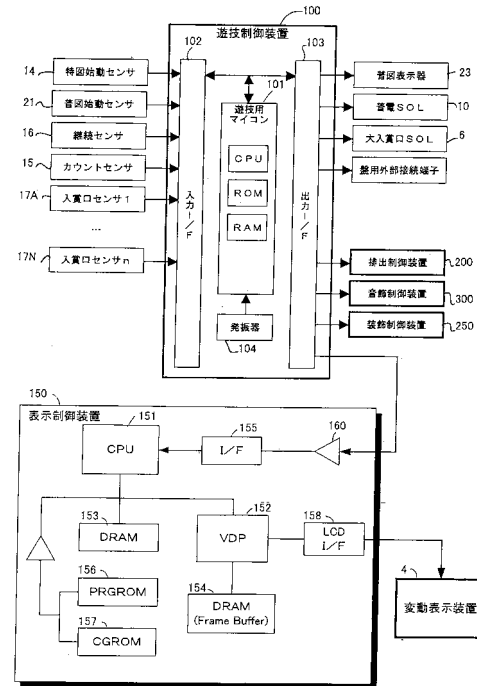 100
遊技制御装置
102
103
14
特図始動センサ
21
普図始動センサ
16
継続センサ
15
カウントセンサ
17A
入賞口センサ1
...
17N
入賞口センサn
入力I/F
101
遊技用
マイコン
CPU
ROM
RAM
発振器
104
出力I/F
普図表示器
23
普電SOL
10
大入賞口SOL
6
盤用外部接続端子
排出制御装置
200
音飾制御装置
300
装飾制御装置
250
150
表示制御装置
151
CPU
155
I/F
160
152
VDP
153
DRAM
158
LCD
I/F
156
PRGROM
154
DRAM
(Frame Buffer)
157
CGROM
4
変動表示装置